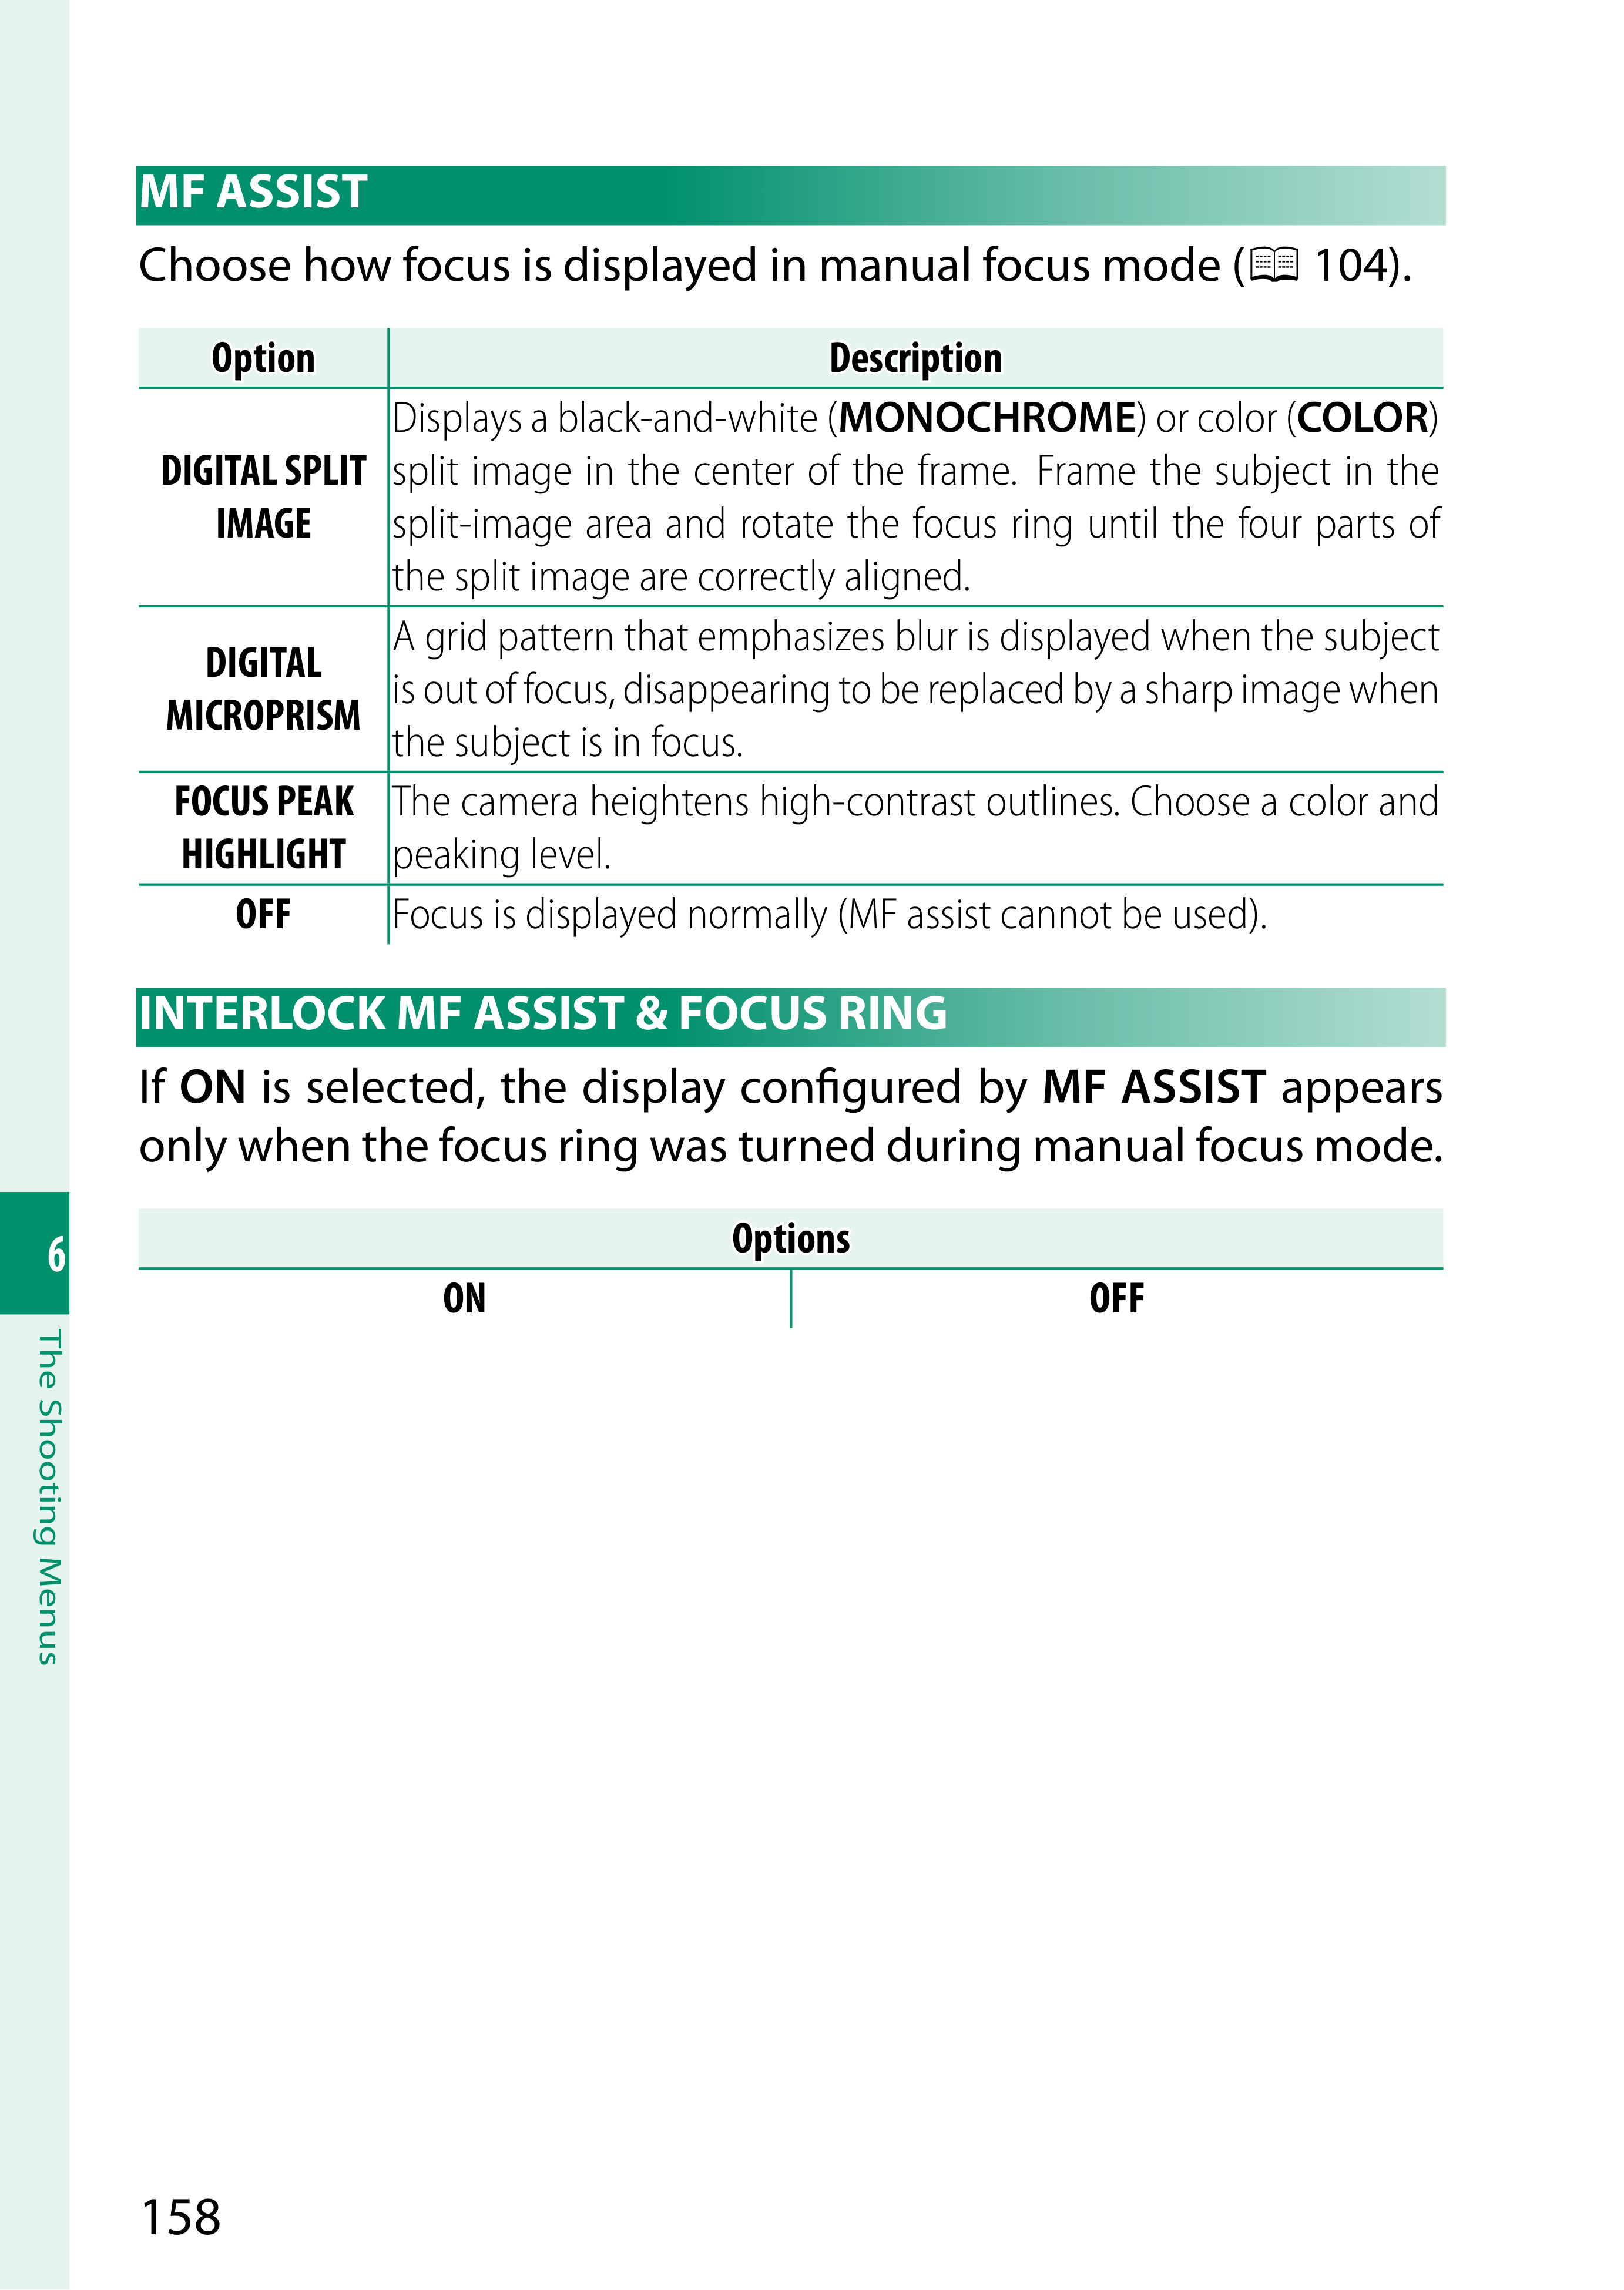 MF ASSIST
Choose how focus is displayed in manual focus mode (📖 104).
Option Description
DIGITAL SPLIT
IMAGE
Displays a black-and-white (MONOCHROME) or color (COLOR)
split image in the center of the frame. Frame the subject in the
split-image area and rotate the focus ring until the four parts of
the split image are correctly aligned.
DIGITAL
MICROPRISM
A grid pattern that emphasizes blur is displayed when the subject
is out of focus, disappearing to be replaced by a sharp image when
the subject is in focus.
FOCUS PEAK
HIGHLIGHT
The camera heightens high-contrast outlines. Choose a color and
peaking level.
OFF
Focus is displayed normally (MF assist cannot be used).
INTERLOCK MF ASSIST & FOCUS RING
If ON is selected, the display configured by MF ASSIST appears
only when the focus ring was turned during manual focus mode.
Options
ON OFF
6
The Shooting Menus
158